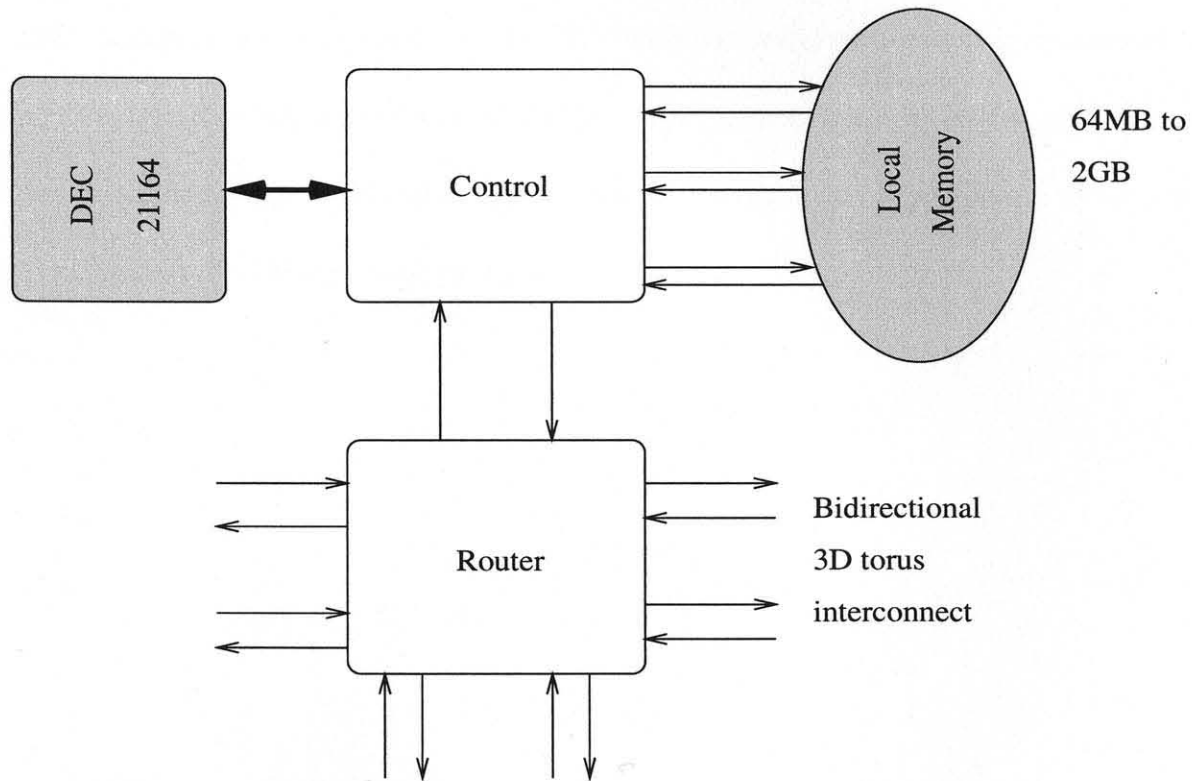 DEC
21164
Control
Local
Memory
64MB to
2GB
Router
Bidirectional
3D torus
interconnect